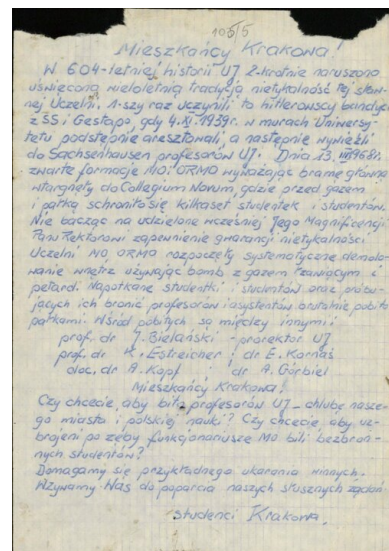 10515
Mieszkańcy Krakowa!
W 604-letniej historii UJ 2-krotnie naruszono
uświęconą wieloletnią tradycją nietykalność tej sław-
nej Uczelni. 1-szy raz uczynili to hitlerowscy bandyci
z SS i Gestapo gdy 4.XI.1939r. w murach Uniwersy-
tetu podstępnie aresztowali, a następnie wywieźli
do Sachsenhausen profesorów UJ. Dnia 13.III.1968r.
zwarte formacje MO i ORMO wyważając bramę główną
wtargnęły do Collegium Novum, gdzie przed gazem
i pałką schroniło się kilkaset studentek i studentów.
Nie bacząc na udzielone wcześniej Jego Magnificencji
Panu Rektorowi zapewnienie gwarancji nietykalności
Uczelni MO, ORMO rozpoczęły systematyczne demolo-
wanie wnętrz używając bomb z gazem łzawiącym i
petard. Napotkane studentki i studentów oraz próbu-
jących ich bronić profesorów i asystentów brutalnie pobito
pałkami. Wśród pobitych są między innymi:
prof. dr J. Bielański - prorektor UJ
prof. dr K. Estreicher ; dr E. Kornaś
doc. dr A. Kopff ; dr A. Górbiel
Mieszkańcy Krakowa!
Czy chcecie, aby bito profesorów UJ - chlubę nasze-
go miasta i polskiej nauki? Czy chcecie, aby uz-
brojeni po zęby funkcjonariusze MO bili bezbron-
nych studentów?
Domagamy się przykładnego ukarania winnych.
Wzywamy Was do poparcia naszych słusznych żądań
studenci Krakowa.